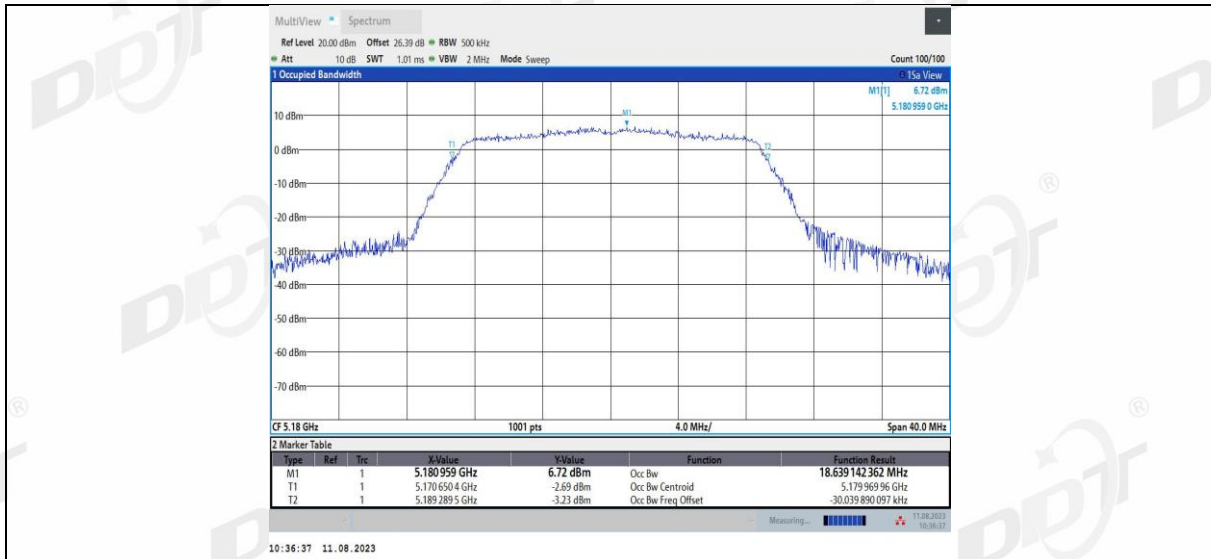 MultiView Spectrum
Ref Level 20.00 dBm Offset 26.39 dB RBW 500 kHz
Att 10 dB SWT 1.01 ms VBW 2 MHz Mode Sweep Count 100/100
1 Occupied Bandwidth 1Sa View
M1[1] 6.72 dBm
5.180 959 0 GHz
10 dBm
M1
0 dBm
T1
T2
-10 dBm
-20 dBm
-30 dBm
-40 dBm
-50 dBm
-60 dBm
-70 dBm
CF 5.18 GHz 1001 pts 4.0 MHz/ Span 40.0 MHz
2 Marker Table
Type Ref Trc X-Value Y-Value Function Function Result
M1 1 5.180 959 GHz 6.72 dBm Occ Bw 18.639 142 362 MHz
T1 1 5.170 650 4 GHz -2.69 dBm Occ Bw Centroid 5.179 969 96 GHz
T2 1 5.189 289 5 GHz -3.23 dBm Occ Bw Freq Offset -30.039 890 097 kHz
Measuring... 11.08.2023
10:36:37
10:36:37 11.08.2023
DDT
®